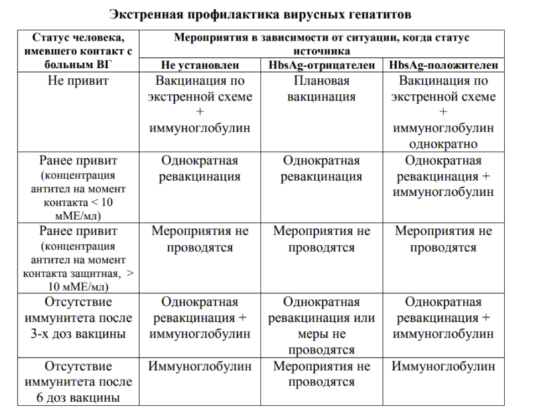 Экстренная профилактика вирусных гепатитов
Статус человека,
имевшего контакт с
больным ВГ
Мероприятия в зависимости от ситуации, когда статус
источника
Не установлен
HbsAg-отрицателен
HbsAg-положителен
Не привит
Вакцинация по
экстренной схеме
+
иммуноглобулин
Плановая
вакцинация
Вакцинация по
экстренной схеме
+
иммуноглобулин
однократно
Ранее привит
(концентрация
антител на момент
контакта < 10
мМЕ/мл)
Однократная
ревакцинация
Однократная
ревакцинация
Однократная
ревакцинация +
иммуноглобулин
Ранее привит
(концентрация
антител на момент
контакта защитная, >
10 мМЕ/мл)
Мероприятия не
проводятся
Мероприятия не
проводятся
Мероприятия не
проводятся
Отсутствие
иммунитета после
3-х доз вакцины
Однократная
ревакцинация +
иммуноглобулин
Однократная
ревакцинация или
меры не
проводятся
Однократная
ревакцинация +
иммуноглобулин
Отсутствие
иммунитета после
6 доз вакцины
Иммуноглобулин
Мероприятия не
проводятся
Иммуноглобулин